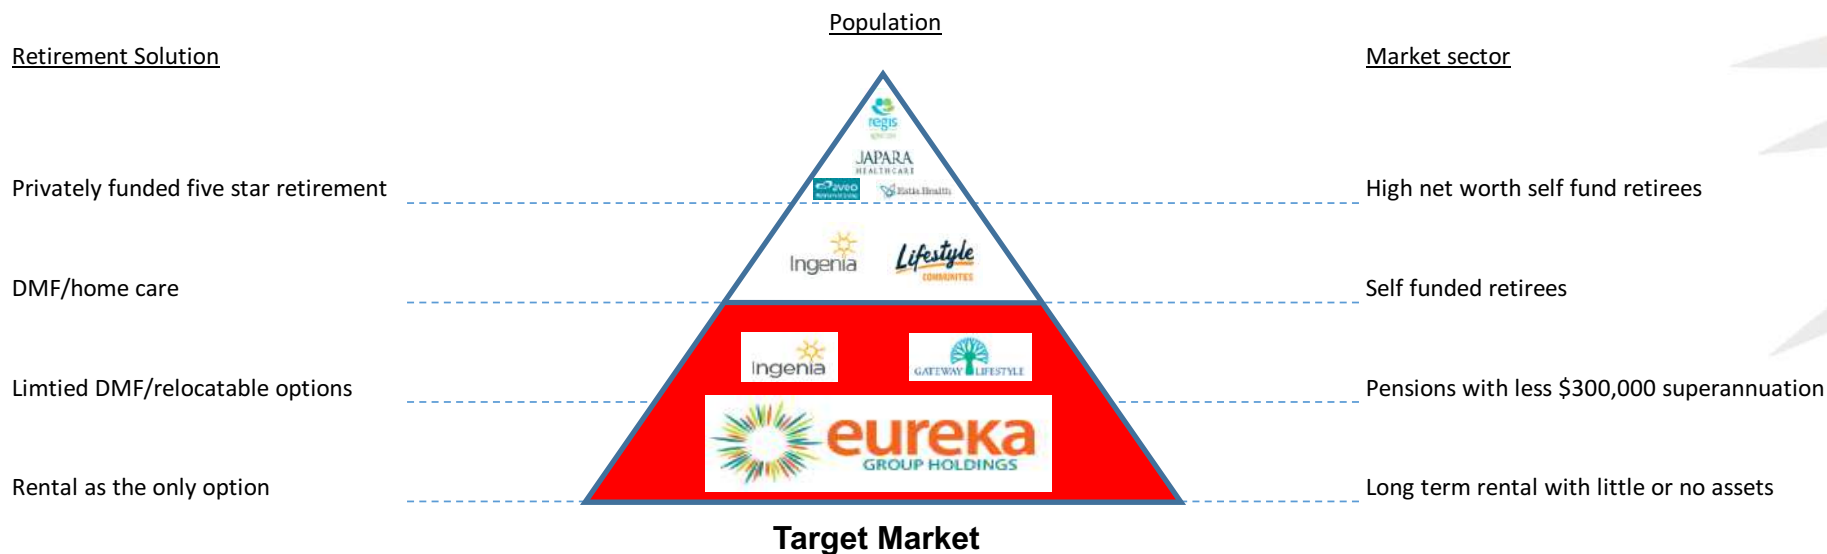 Population
Retirement Solution
Market sector
regis
JAPARA
HEALTHCARE
Privately funded five star retirement
aveo
Estia Health
High net worth self fund retirees
Ingenia
Lifestyle
COMMUNITIES
DMF/home care
Self funded retirees
Ingenia
GATEWAY LIFESTYLE
Limtied DMF/relocatable options
Pensions with less $300,000 superannuation
eureka
GROUP HOLDINGS
Rental as the only option
Long term rental with little or no assets
Target Market